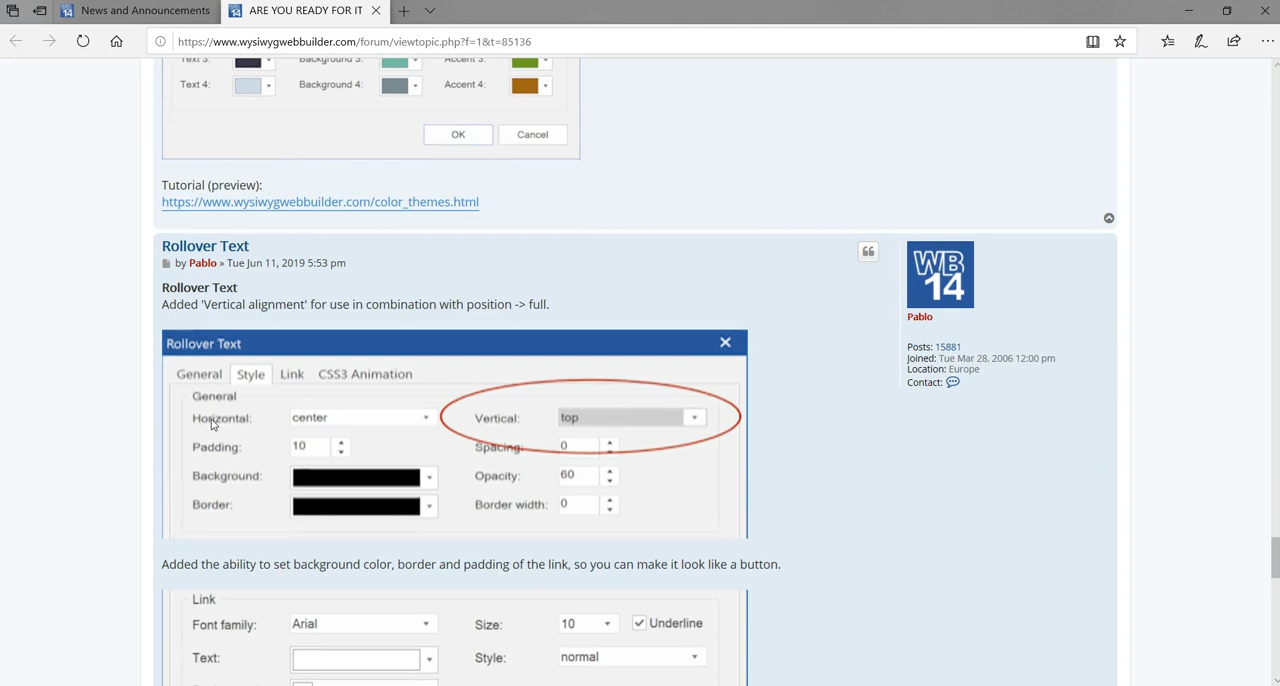 News and Announcements
ARE YOU READY FOR IT
https://www.wysiwygwebbuilder.com/forum/viewtopic.php?f=1&t=85136
Text 3: Background 3: Accent 3:
Text 4: Background 4: Accent 4:
OK Cancel
Tutorial (preview):
https://www.wysiwygwebbuilder.com/color_themes.html
Rollover Text
by Pablo » Tue Jun 11, 2019 5:53 pm
Rollover Text
Added 'Vertical alignment' for use in combination with position -> full.
WB
14
Pablo
Posts: 15881
Joined: Tue Mar 28, 2006 12:00 pm
Location: Europe
Contact:
Rollover Text
General Style Link CSS3 Animation
General
Horizontal: center Vertical: top
Padding: 10 Spacing: 0
Background: Opacity: 60
Border: Border width: 0
Added the ability to set background color, border and padding of the link, so you can make it look like a button.
Link
Font family: Arial Size: 10 Underline
Text: Style: normal